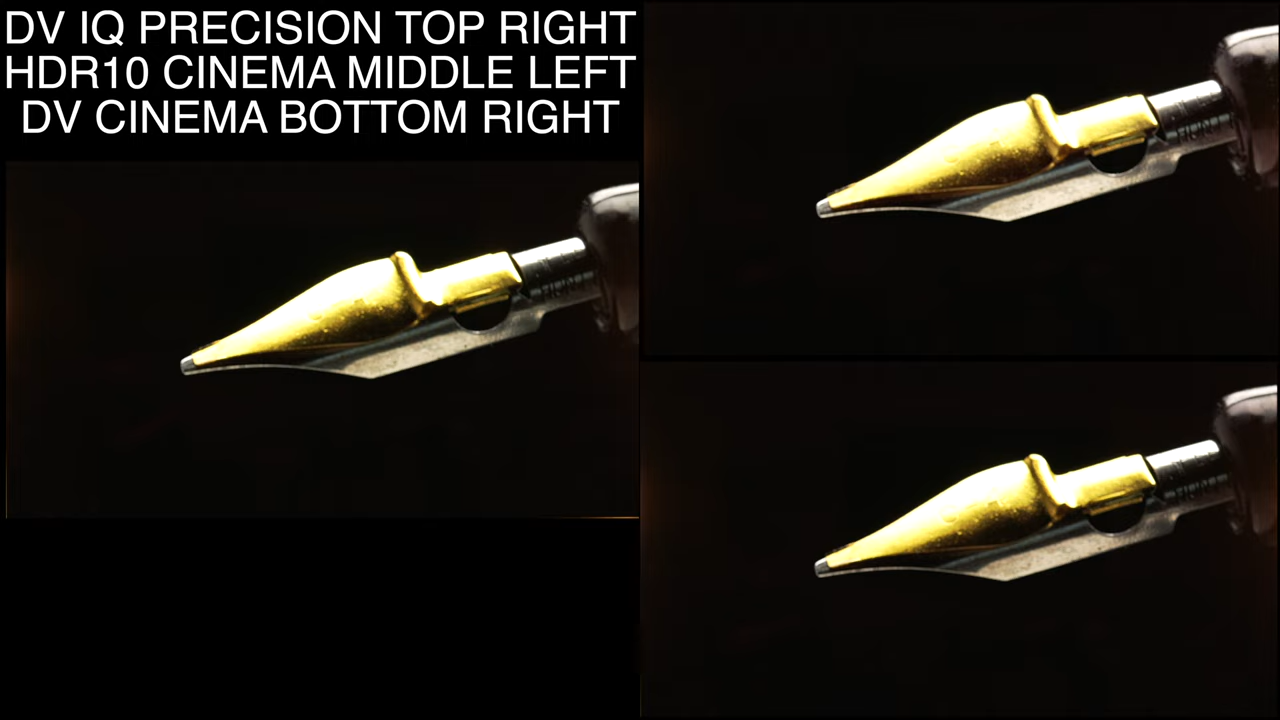 DV IQ PRECISION TOP RIGHT
HDR10 CINEMA MIDDLE LEFT
DV CINEMA BOTTOM RIGHT